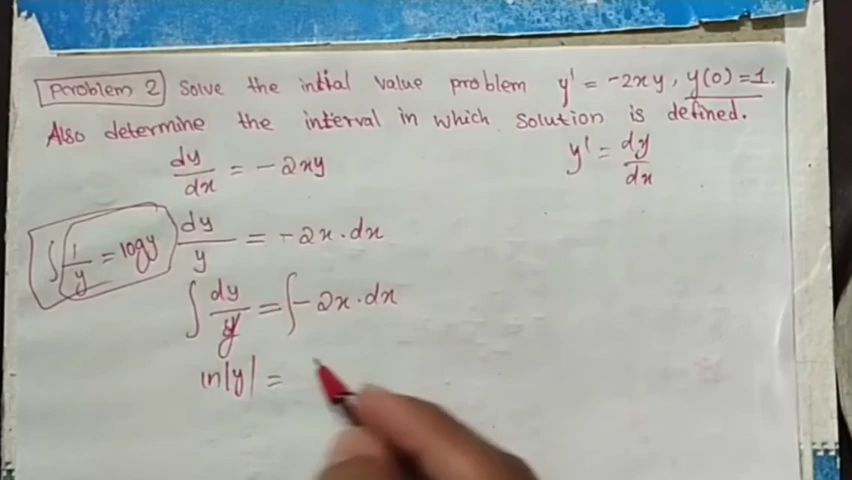 Problem 2 Solve the initial value problem y' = -2xy, y(0)=1.
Also determine the interval in which solution is defined.
dy/dx = -2xy
y' = dy/dx
∫ 1/y = logy
dy/y = -2x·dx
∫ dy/y = ∫ -2x·dx
ln|y| =